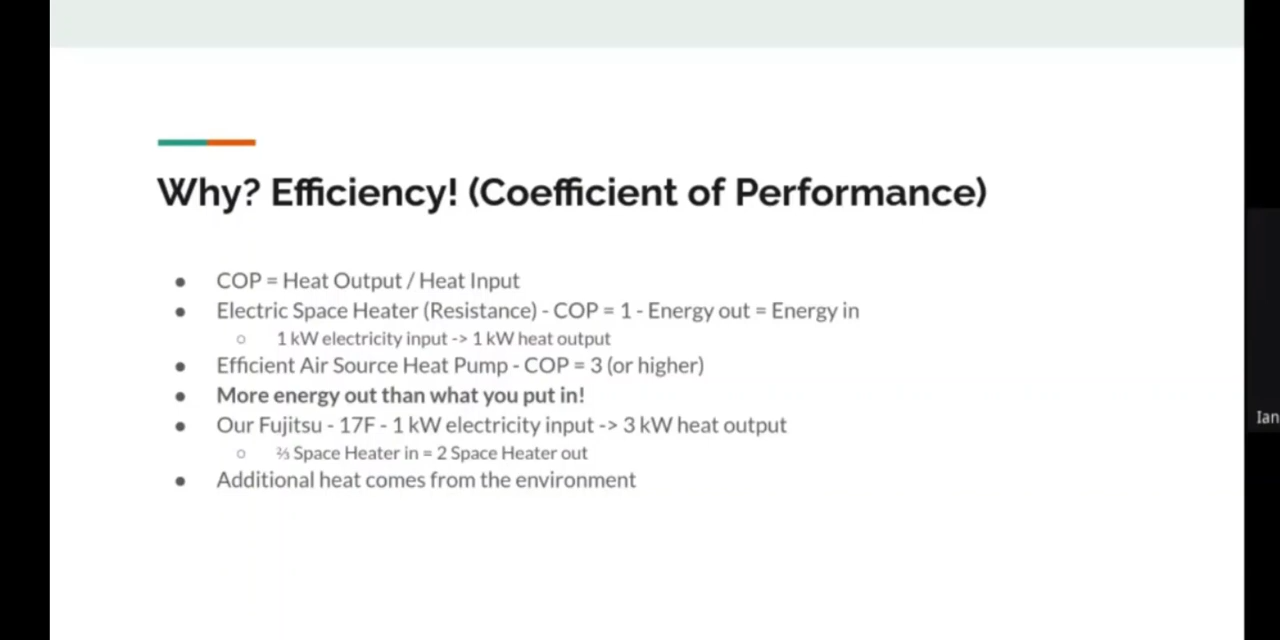 Why? Efficiency! (Coefficient of Performance)
● COP = Heat Output / Heat Input
● Electric Space Heater (Resistance) - COP = 1 - Energy out = Energy in
○ 1 kW electricity input -> 1 kW heat output
● Efficient Air Source Heat Pump - COP = 3 (or higher)
● More energy out than what you put in!
● Our Fujitsu - 17F - 1 kW electricity input -> 3 kW heat output
○ ⅔ Space Heater in = 2 Space Heater out
● Additional heat comes from the environment
Ian